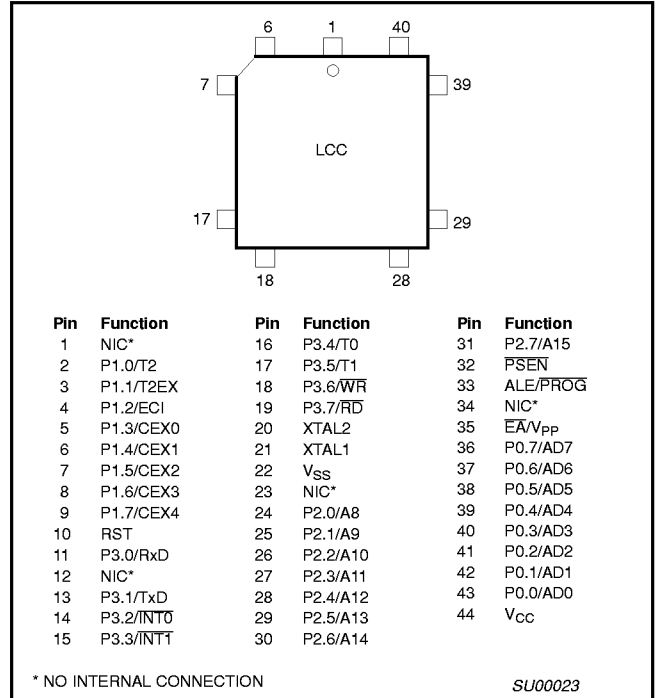 6 1 40
7 39
LCC
17 29
18 28
Pin Function Pin Function Pin Function
1 NIC* 16 P3.4/T0 31 P2.7/A15
2 P1.0/T2 17 P3.5/T1 32 PSEN
3 P1.1/T2EX 18 P3.6/WR 33 ALE/PROG
4 P1.2/ECI 19 P3.7/RD 34 NIC*
5 P1.3/CEX0 20 XTAL2 35 EA/VPP
6 P1.4/CEX1 21 XTAL1 36 P0.7/AD7
7 P1.5/CEX2 22 VSS 37 P0.6/AD6
8 P1.6/CEX3 23 NIC* 38 P0.5/AD5
9 P1.7/CEX4 24 P2.0/A8 39 P0.4/AD4
10 RST 25 P2.1/A9 40 P0.3/AD3
11 P3.0/RxD 26 P2.2/A10 41 P0.2/AD2
12 NIC* 27 P2.3/A11 42 P0.1/AD1
13 P3.1/TxD 28 P2.4/A12 43 P0.0/AD0
14 P3.2/INT0 29 P2.5/A13 44 VCC
15 P3.3/INT1 30 P2.6/A14
* NO INTERNAL CONNECTION SU00023